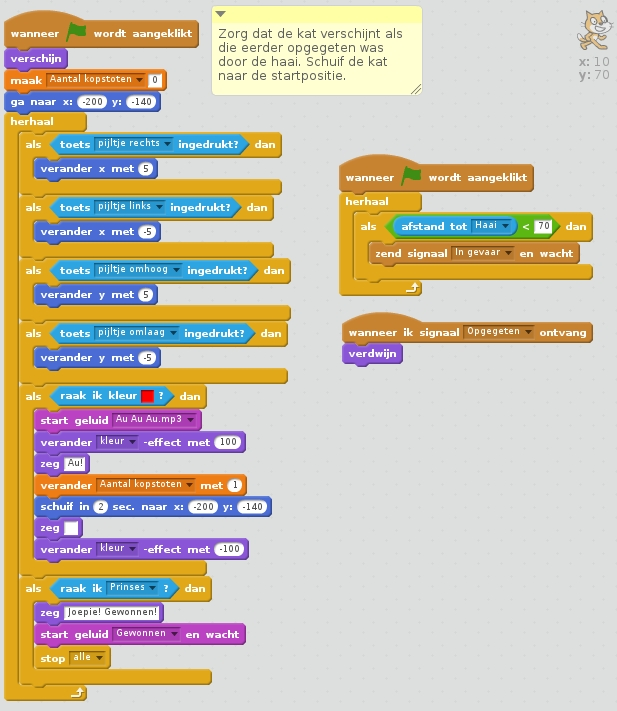 wanneer wordt aangeklikt
verschijn
maak Aantal kopstoten 0
ga naar x: -200 y: -140
herhaal
als toets pijltje rechts ingedrukt? dan
verander x met 5
als toets pijltje links ingedrukt? dan
verander x met -5
als toets pijltje omhoog ingedrukt? dan
verander y met 5
als toets pijltje omlaag ingedrukt? dan
verander y met -5
als raak ik kleur ? dan
start geluid Au Au Au.mp3
verander kleur -effect met 100
zeg Au!
verander Aantal kopstoten met 1
schuif in 2 sec. naar x: -200 y: -140
zeg
verander kleur -effect met -100
als raak ik Prinses ? dan
zeg Joepie! Gewonnen!
start geluid Gewonnen en wacht
stop alle
Zorg dat de kat verschijnt als
die eerder opgegeten was
door de haai. Schuif de kat
naar de startpositie.
x: 10
y: 70
wanneer wordt aangeklikt
herhaal
als afstand tot Haai < 70 dan
zend signaal In gevaar en wacht
wanneer ik signaal Opgegeten ontvang
verdwijn